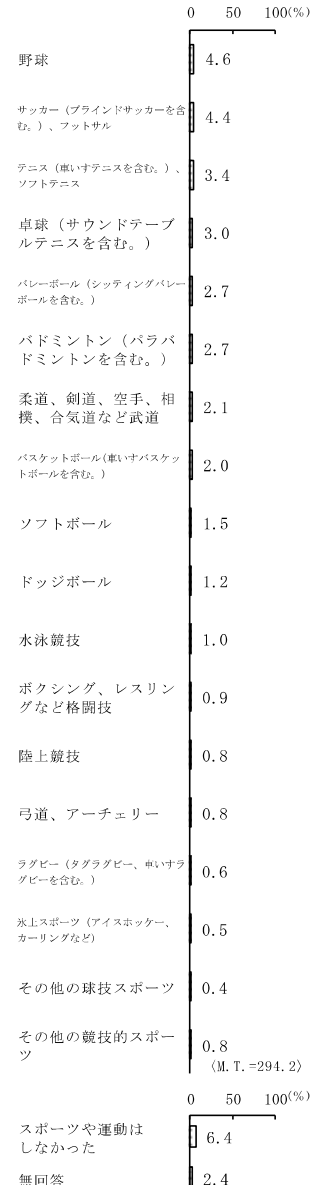 0 50 100(%)
野球 4.6
サッカー（ブラインドサッカーを含
む。）、フットサル 4.4
テニス（車いすテニスを含む。）、
ソフトテニス 3.4
卓球（サウンドテーブ
ルテニスを含む。） 3.0
バレーボール（シッティングバレー
ボールを含む。） 2.7
バドミントン（パラバ
ドミントンを含む。） 2.7
柔道、剣道、空手、相
撲、合気道など武道 2.1
バスケットボール(車いすバスケッ
トボールを含む。) 2.0
ソフトボール 1.5
ドッジボール 1.2
水泳競技 1.0
ボクシング、レスリン
グなど格闘技 0.9
陸上競技 0.8
弓道、アーチェリー 0.8
ラグビー（タグラグビー、車いすラ
グビーを含む。） 0.6
氷上スポーツ（アイスホッケー、
カーリングなど） 0.5
その他の球技スポーツ 0.4
その他の競技的スポー
ツ 0.8
(M.T.=294.2)
0 50 100(%)
スポーツや運動は
しなかった 6.4
無回答 2.4